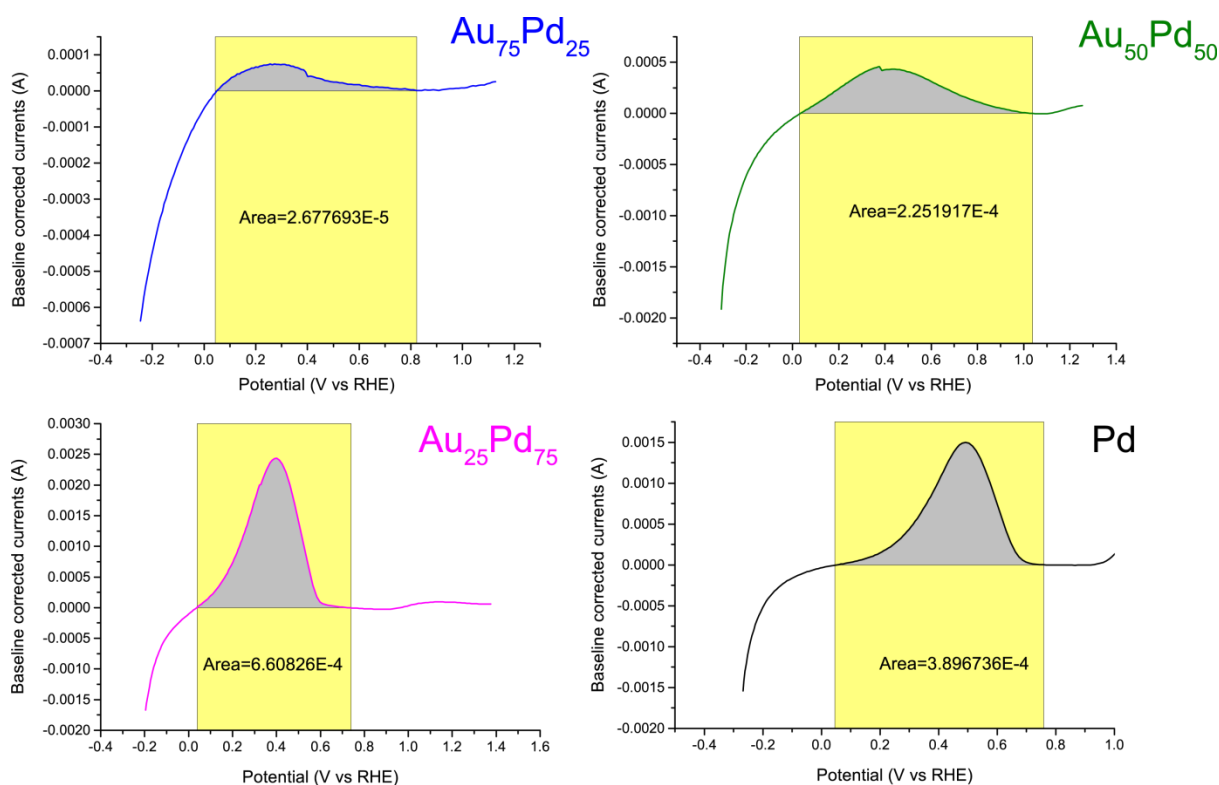 Au75Pd25
Baseline corrected currents (A)
0.0001
0.0000
-0.0001
-0.0002
-0.0003
-0.0004
-0.0005
-0.0006
-0.0007
Area=2.677693E-5
-0.4 -0.2 0.0 0.2 0.4 0.6 0.8 1.0 1.2
Potential (V vs RHE)
Au50Pd50
Baseline corrected currents (A)
0.0005
0.0000
-0.0005
-0.0010
-0.0015
-0.0020
Area=2.251917E-4
-0.4 -0.2 0.0 0.2 0.4 0.6 0.8 1.0 1.2 1.4
Potential (V vs RHE)
Au25Pd75
Baseline corrected currents (A)
0.0030
0.0025
0.0020
0.0015
0.0010
0.0005
0.0000
-0.0005
-0.0010
-0.0015
-0.0020
Area=6.60826E-4
-0.4 -0.2 0.0 0.2 0.4 0.6 0.8 1.0 1.2 1.4 1.6
Potential (V vs RHE)
Pd
Baseline corrected currents (A)
0.0015
0.0010
0.0005
0.0000
-0.0005
-0.0010
-0.0015
-0.0020
Area=3.896736E-4
-0.4 -0.2 0.0 0.2 0.4 0.6 0.8 1.0
Potential (V vs RHE)